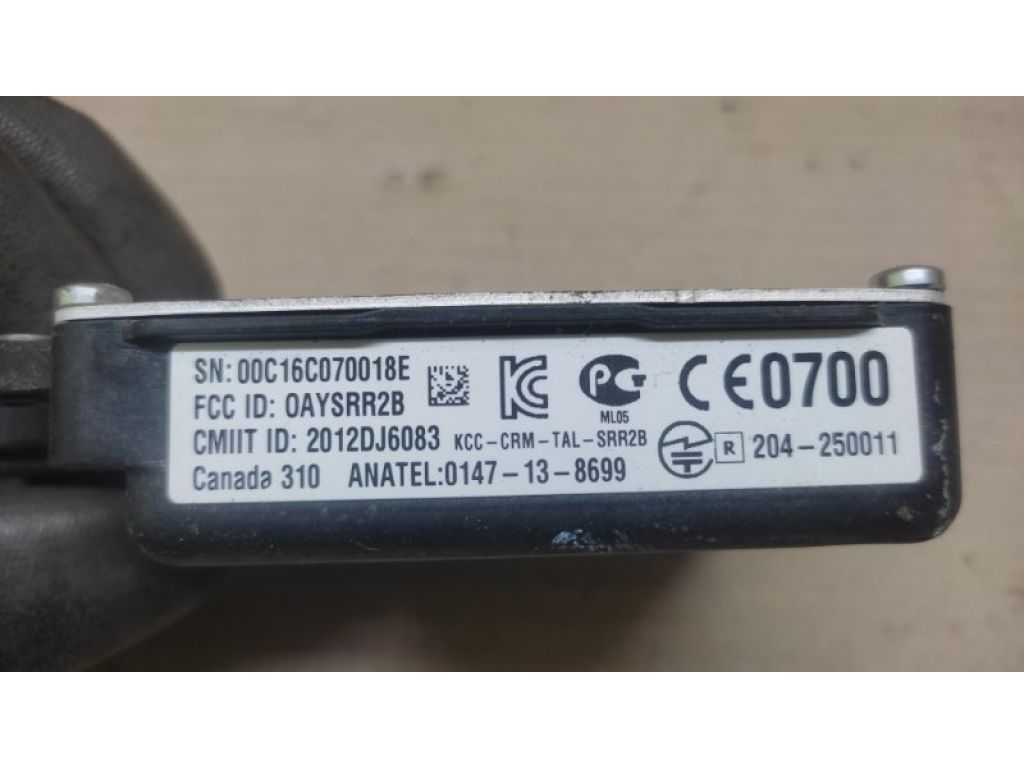 SN: 00C16C070018E
FCC ID: OAYSRR2B
CMIIT ID: 2012DJ6083 KCC-CRM-TAL-SRR2B
Canada 310 ANATEL:0147-13-8699
KC
PG
ML05
CE0700
R 204-250011